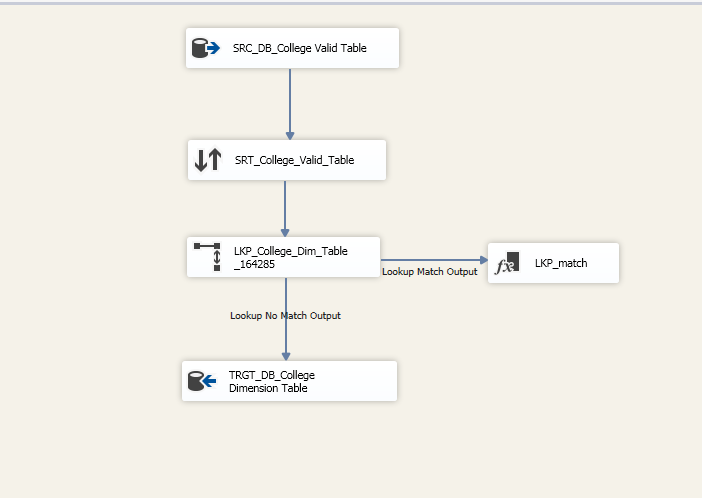 SRC_DB_College Valid Table
SRT_College_Valid_Table
LKP_College_Dim_Table
_164285
Lookup Match Output
LKP_match
Lookup No Match Output
TRGT_DB_College
Dimension Table